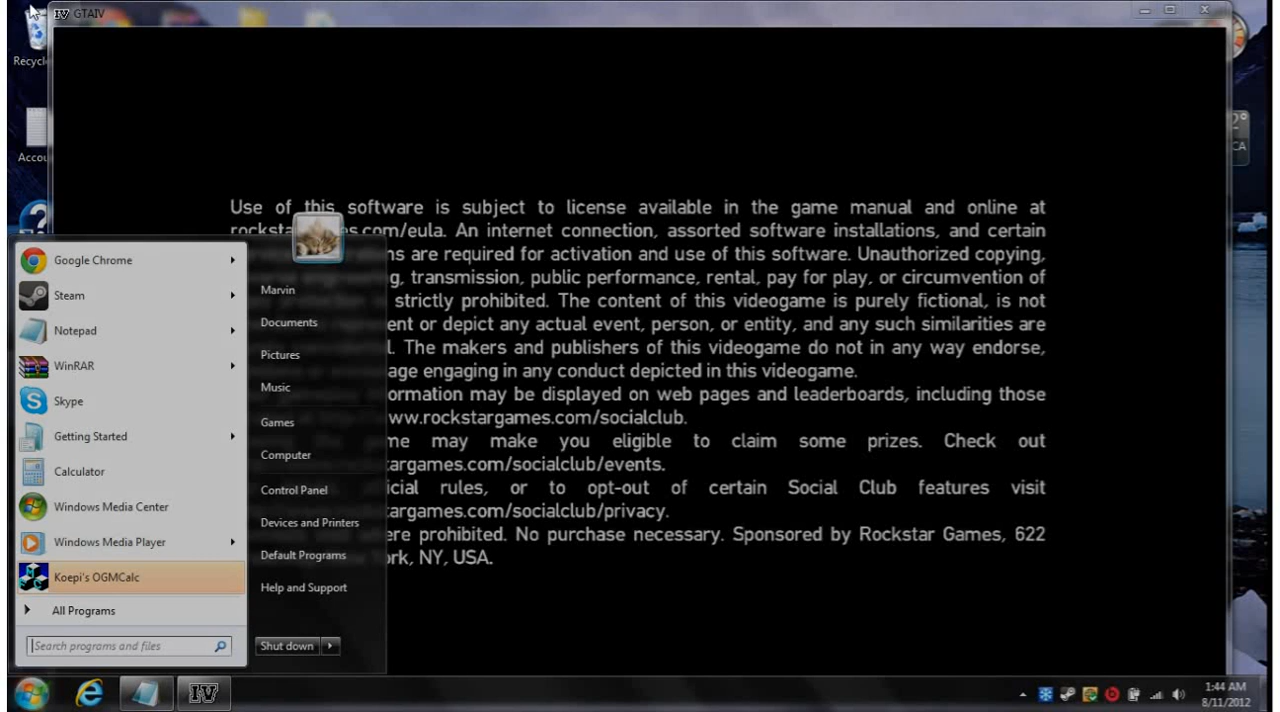 GTAIV
Recycl
Accou
2°
CA
Use of this software is subject to license available in the game manual and online at
es.com/eula. An internet connection, assorted software installations, and certain
are required for activation and use of this software. Unauthorized copying,
transmission, public performance, rental, pay for play, or circumvention of
strictly prohibited. The content of this videogame is purely fictional, is not
ent or depict any actual event, person, or entity, and any such similarities are
l. The makers and publishers of this videogame do not in any way endorse,
age engaging in any conduct depicted in this videogame.
ormation may be displayed on web pages and leaderboards, including those
ww.rockstargames.com/socialclub.
me may make you eligible to claim some prizes. Check out
argames.com/socialclub/events.
icial rules, or to opt-out of certain Social Club features visit
argames.com/socialclub/privacy.
ere prohibited. No purchase necessary. Sponsored by Rockstar Games, 622
ork, NY, USA.
Google Chrome
Steam
Notepad
WinRAR
Skype
Getting Started
Calculator
Windows Media Center
Windows Media Player
Koepi's OGMCalc
All Programs
Search programs and files
Marvin
Documents
Pictures
Music
Games
Computer
Control Panel
Devices and Printers
Default Programs
Help and Support
Shut down
IV
1:44 AM
8/11/2012